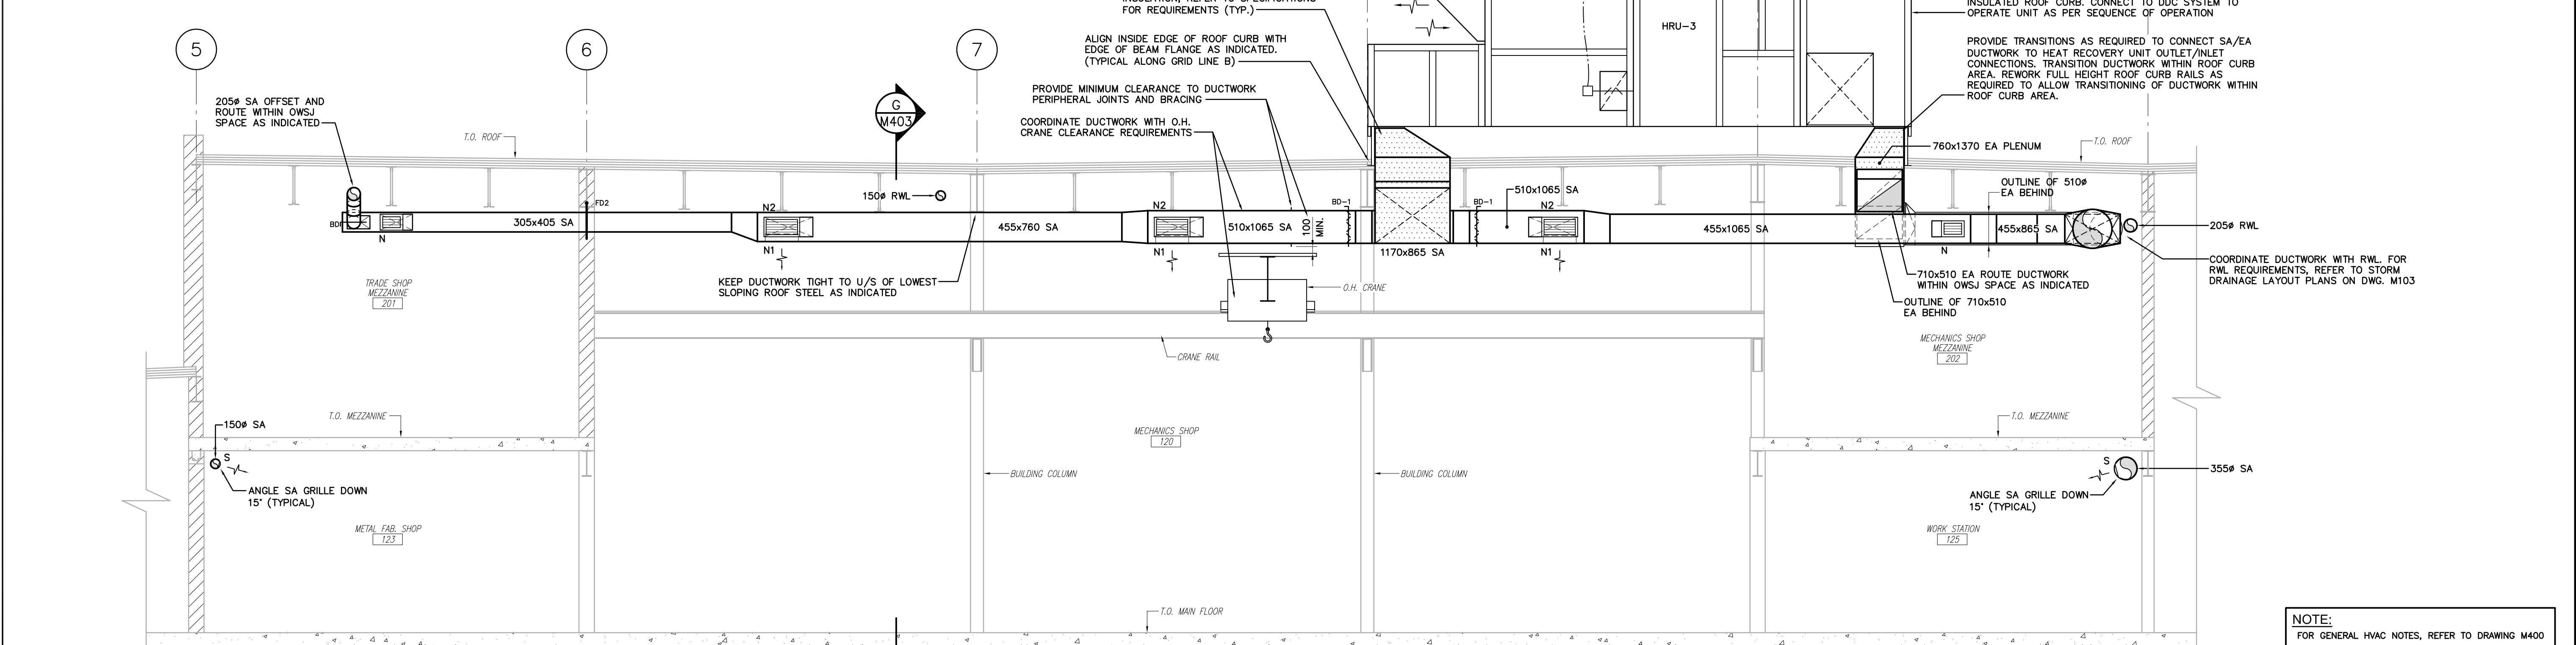 INSULATION, REFER TO SPECIFICATIONS
FOR REQUIREMENTS (TYP.)
HRU-3
INSULATED ROOF CURB. CONNECT TO DDC SYSTEM TO
OPERATE UNIT AS PER SEQUENCE OF OPERATION
5
6
7
ALIGN INSIDE EDGE OF ROOF CURB WITH
EDGE OF BEAM FLANGE AS INDICATED.
(TYPICAL ALONG GRID LINE B)
PROVIDE TRANSITIONS AS REQUIRED TO CONNECT SA/EA
DUCTWORK TO HEAT RECOVERY UNIT OUTLET/INLET
CONNECTIONS. TRANSITION DUCTWORK WITHIN ROOF CURB
AREA. REWORK FULL HEIGHT ROOF CURB RAILS AS
REQUIRED TO ALLOW TRANSITIONING OF DUCTWORK WITHIN
ROOF CURB AREA.
205ø SA OFFSET AND
ROUTE WITHIN OWSJ
SPACE AS INDICATED
G
M403
PROVIDE MINIMUM CLEARANCE TO DUCTWORK
PERIPHERAL JOINTS AND BRACING
COORDINATE DUCTWORK WITH O.H.
CRANE CLEARANCE REQUIREMENTS
T.O. ROOF
760x1370 EA PLENUM
T.O. ROOF
150ø RWL
510x1065 SA
OUTLINE OF 510ø
EA BEHIND
FD2
N2
N2
BD-1
BD-1
N2
N
305x405 SA
455x760 SA
510x1065 SA
100
MIN.
455x1065 SA
N
455x865 SA
205ø RWL
N1
N1
1170x865 SA
N1
KEEP DUCTWORK TIGHT TO U/S OF LOWEST
SLOPING ROOF STEEL AS INDICATED
O.H. CRANE
710x510 EA ROUTE DUCTWORK
WITHIN OWSJ SPACE AS INDICATED
OUTLINE OF 710x510
EA BEHIND
COORDINATE DUCTWORK WITH RWL. FOR
RWL REQUIREMENTS, REFER TO STORM
DRAINAGE LAYOUT PLANS ON DWG. M103
TRADE SHOP
MEZZANINE
201
CRANE RAIL
MECHANICS SHOP
MEZZANINE
202
150ø SA
T.O. MEZZANINE
T.O. MEZZANINE
MECHANICS SHOP
120
S
ANGLE SA GRILLE DOWN
15° (TYPICAL)
BUILDING COLUMN
BUILDING COLUMN
S
355ø SA
ANGLE SA GRILLE DOWN
15° (TYPICAL)
METAL FAB. SHOP
123
WORK STATION
125
T.O. MAIN FLOOR
NOTE:
FOR GENERAL HVAC NOTES, REFER TO DRAWING M400